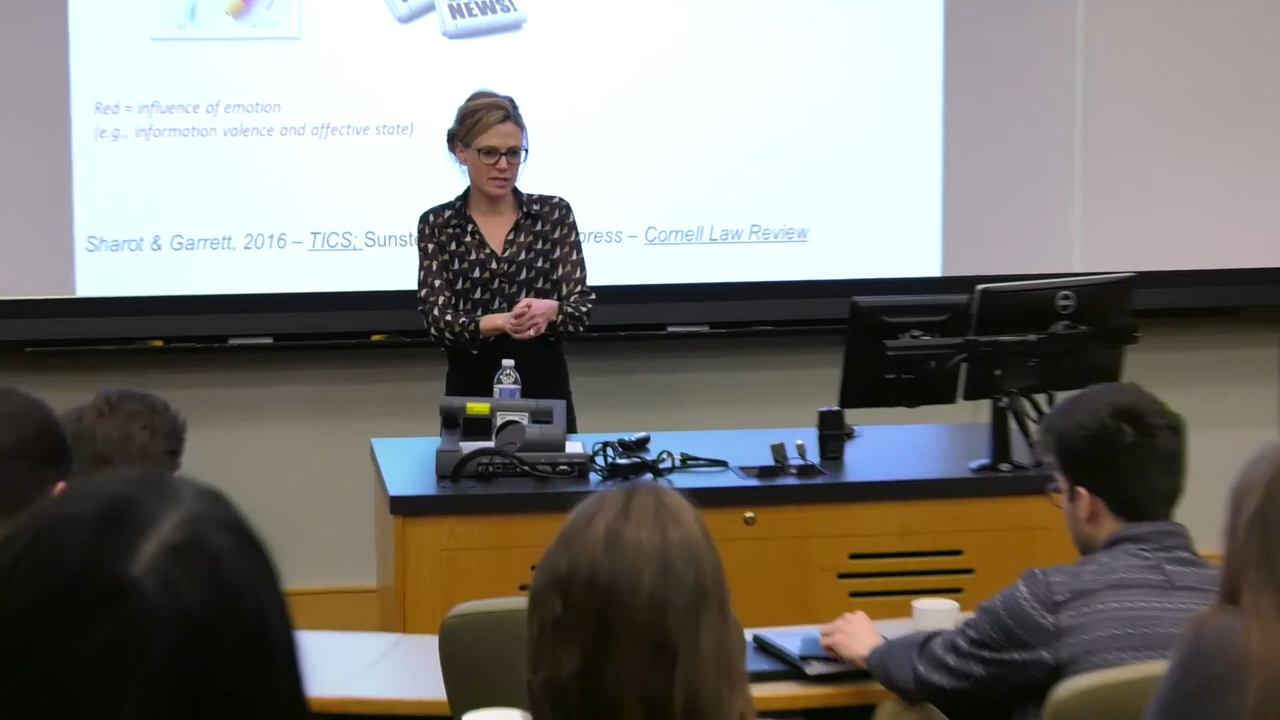 NEWS!
Red = influence of emotion
(e.g., information valence and affective state)
Sharot & Garrett, 2016 – TICS; Sunste press – Cornell Law Review